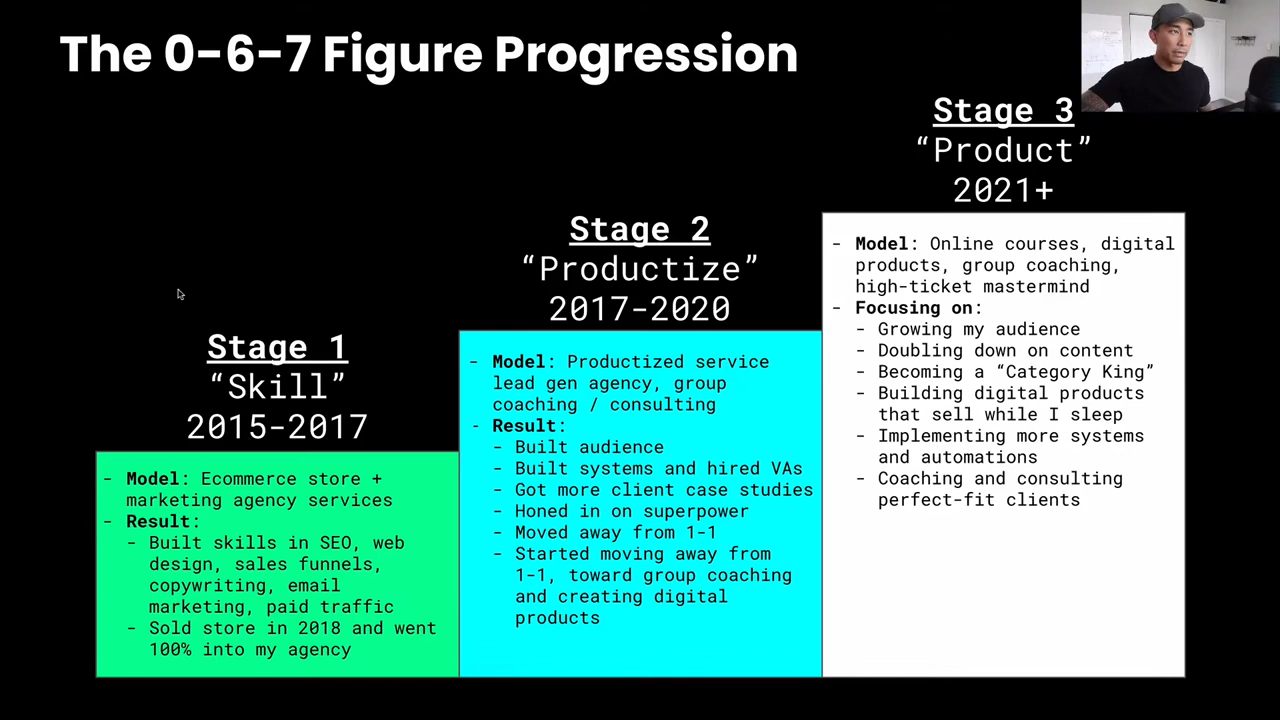 The 0-6-7 Figure Progression
Stage 1
“Skill”
2015-2017
- Model: Ecommerce store +
marketing agency services
- Result:
- Built skills in SEO, web
design, sales funnels,
copywriting, email
marketing, paid traffic
- Sold store in 2018 and went
100% into my agency
Stage 2
“Productize”
2017-2020
- Model: Productized service
lead gen agency, group
coaching / consulting
- Result:
- Built audience
- Built systems and hired VAs
- Got more client case studies
- Honed in on superpower
- Moved away from 1-1
- Started moving away from
1-1, toward group coaching
and creating digital
products
Stage 3
“Product”
2021+
- Model: Online courses, digital
products, group coaching,
high-ticket mastermind
- Focusing on:
- Growing my audience
- Doubling down on content
- Becoming a “Category King”
- Building digital products
that sell while I sleep
- Implementing more systems
and automations
- Coaching and consulting
perfect-fit clients